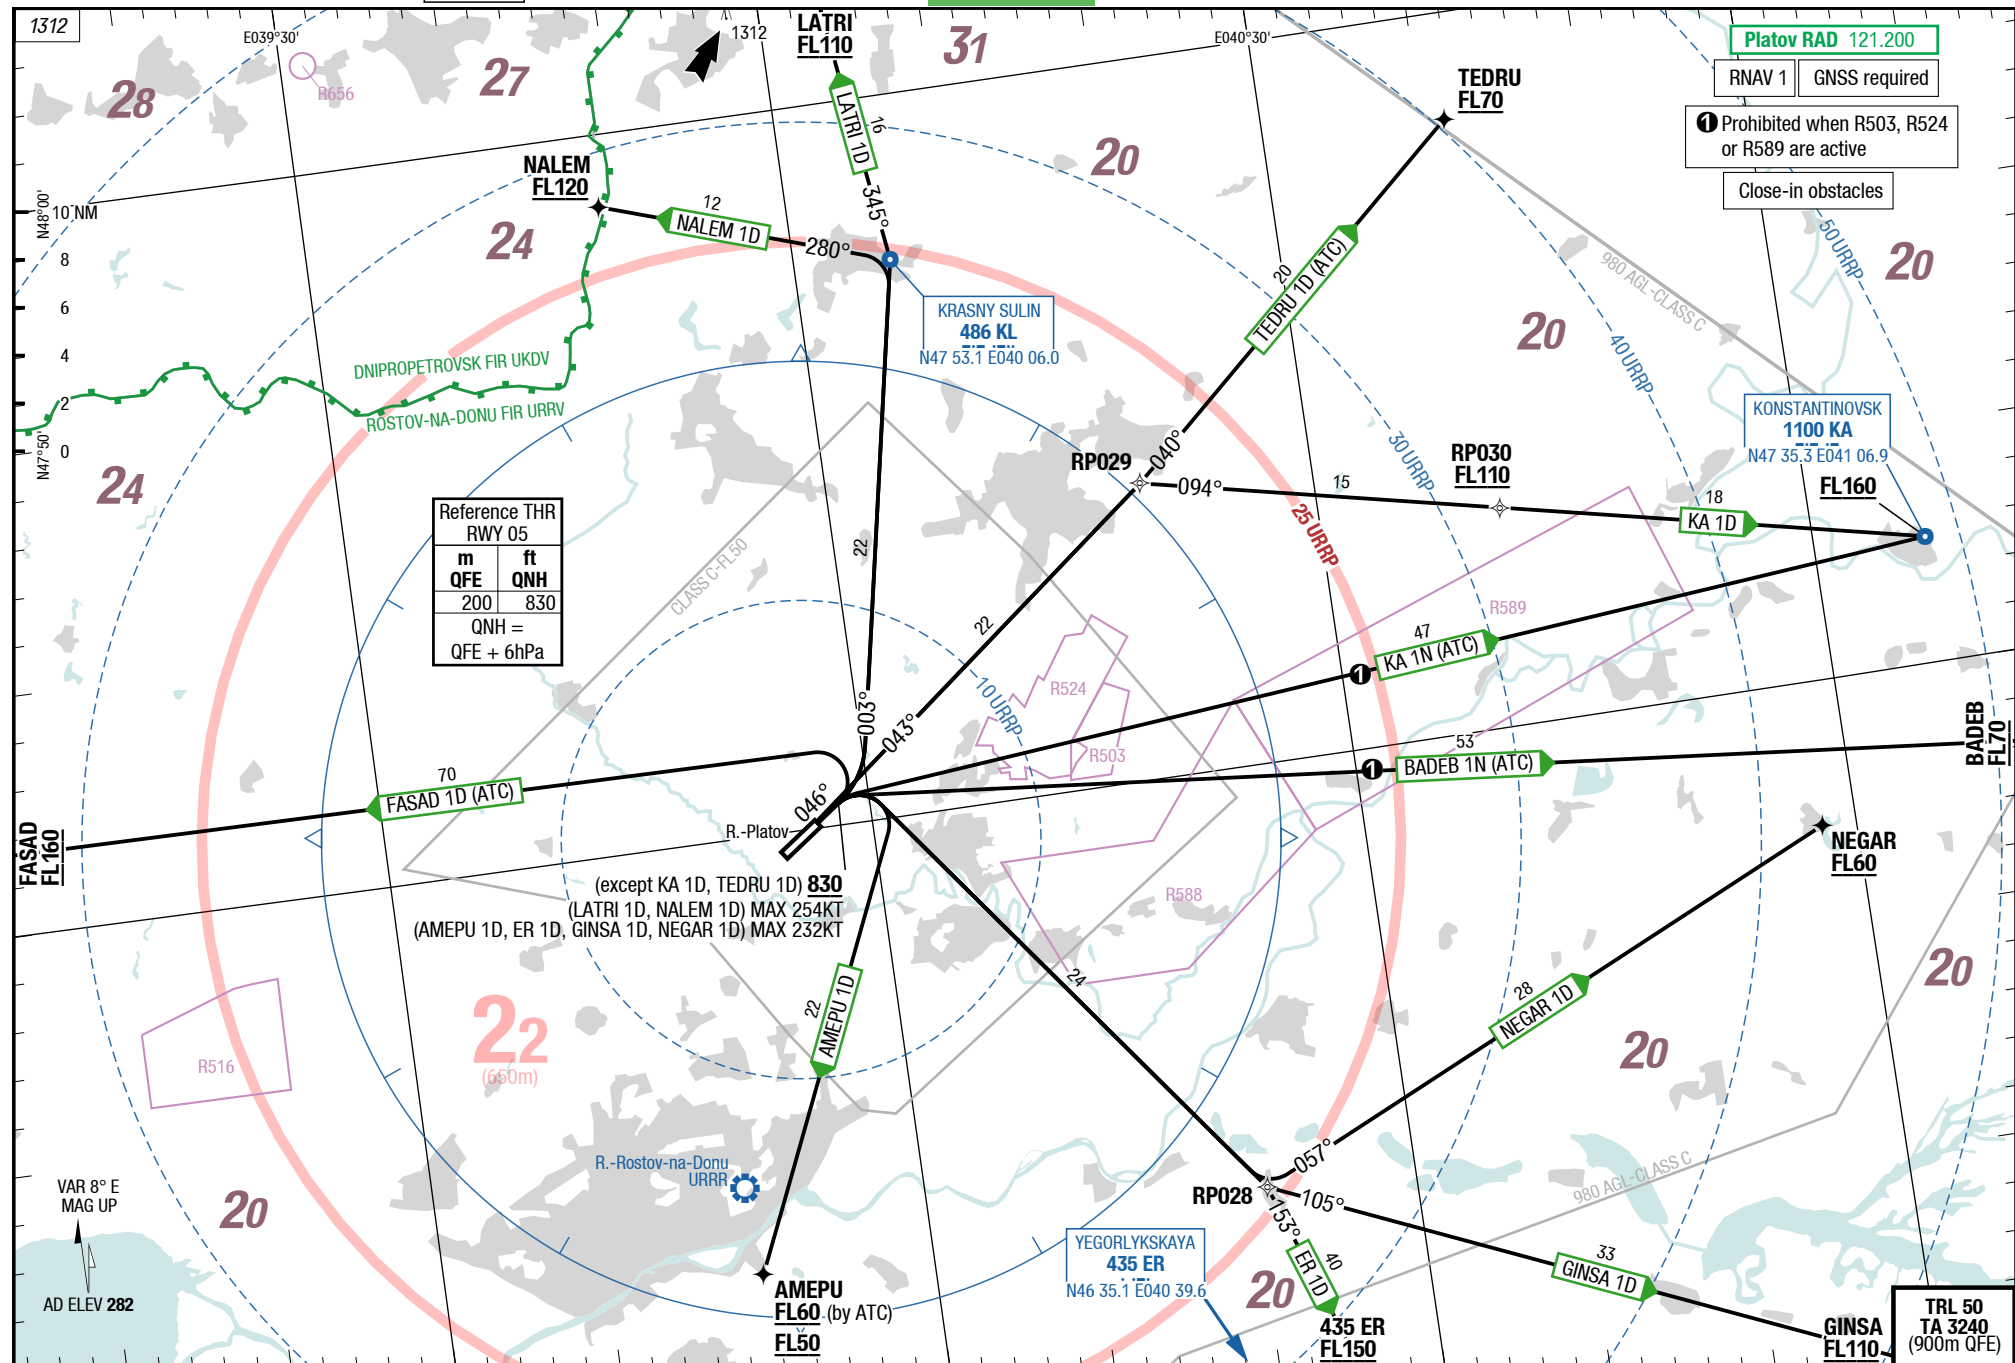 1312
E039°30'
1312
LATRI
FL110
31
E040°30'
Platov RAD 121.200
RNAV 1
GNSS required
1 Prohibited when R503, R524
or R589 are active
Close-in obstacles
28
R656
27
TEDRU
FL70
20
LATRI 1D
16
345°
NALEM
FL120
12
NALEM 1D
280°
24
N48°00'
10 NM
8
6
4
2
0
N47°50'
KRASNY SULIN
486 KL
N47 53.1 E040 06.0
20
TEDRU 1D (ATC)
980 AGL-CLASS C
50 URRP
20
20
40 URRP
DNIPROPETROVSK FIR UKDV
ROSTOV-NA-DONU FIR URRV
24
KONSTANTINOVSK
1100 KA
N47 35.3 E041 06.9
FL160
RP029
040°
094°
15
30 URRP
RP030
FL110
18
KA 1D
25 URRP
Reference THR
RWY 05
m
QFE
ft
QNH
200
830
QNH =
QFE + 6hPa
CLASS C-FL50
22
22
R589
47
KA 1N (ATC)
1
R524
10 URRP
R503
003°
043°
53
BADEB 1N (ATC)
1
BADEB
FL70
70
FASAD 1D (ATC)
046°
R.-Platov
FASAD
FL160
(except KA 1D, TEDRU 1D) 830
(LATRI 1D, NALEM 1D) MAX 254KT
(AMEPU 1D, ER 1D, GINSA 1D, NEGAR 1D) MAX 232KT
R588
NEGAR
FL60
24
22
AMEPU 1D
28
NEGAR 1D
20
20
22
(650m)
R516
R.-Rostov-na-Donu
URRR
RP028
057°
105°
153°
980 AGL-CLASS C
VAR 8° E
MAG UP
20
AD ELEV 282
YEGORLYKSKAYA
435 ER
N46 35.1 E040 39.6
20
40
ER 1D
33
GINSA 1D
AMEPU
FL60 (by ATC)
FL50
435 ER
FL150
GINSA
FL110
TRL 50
TA 3240
(900m QFE)